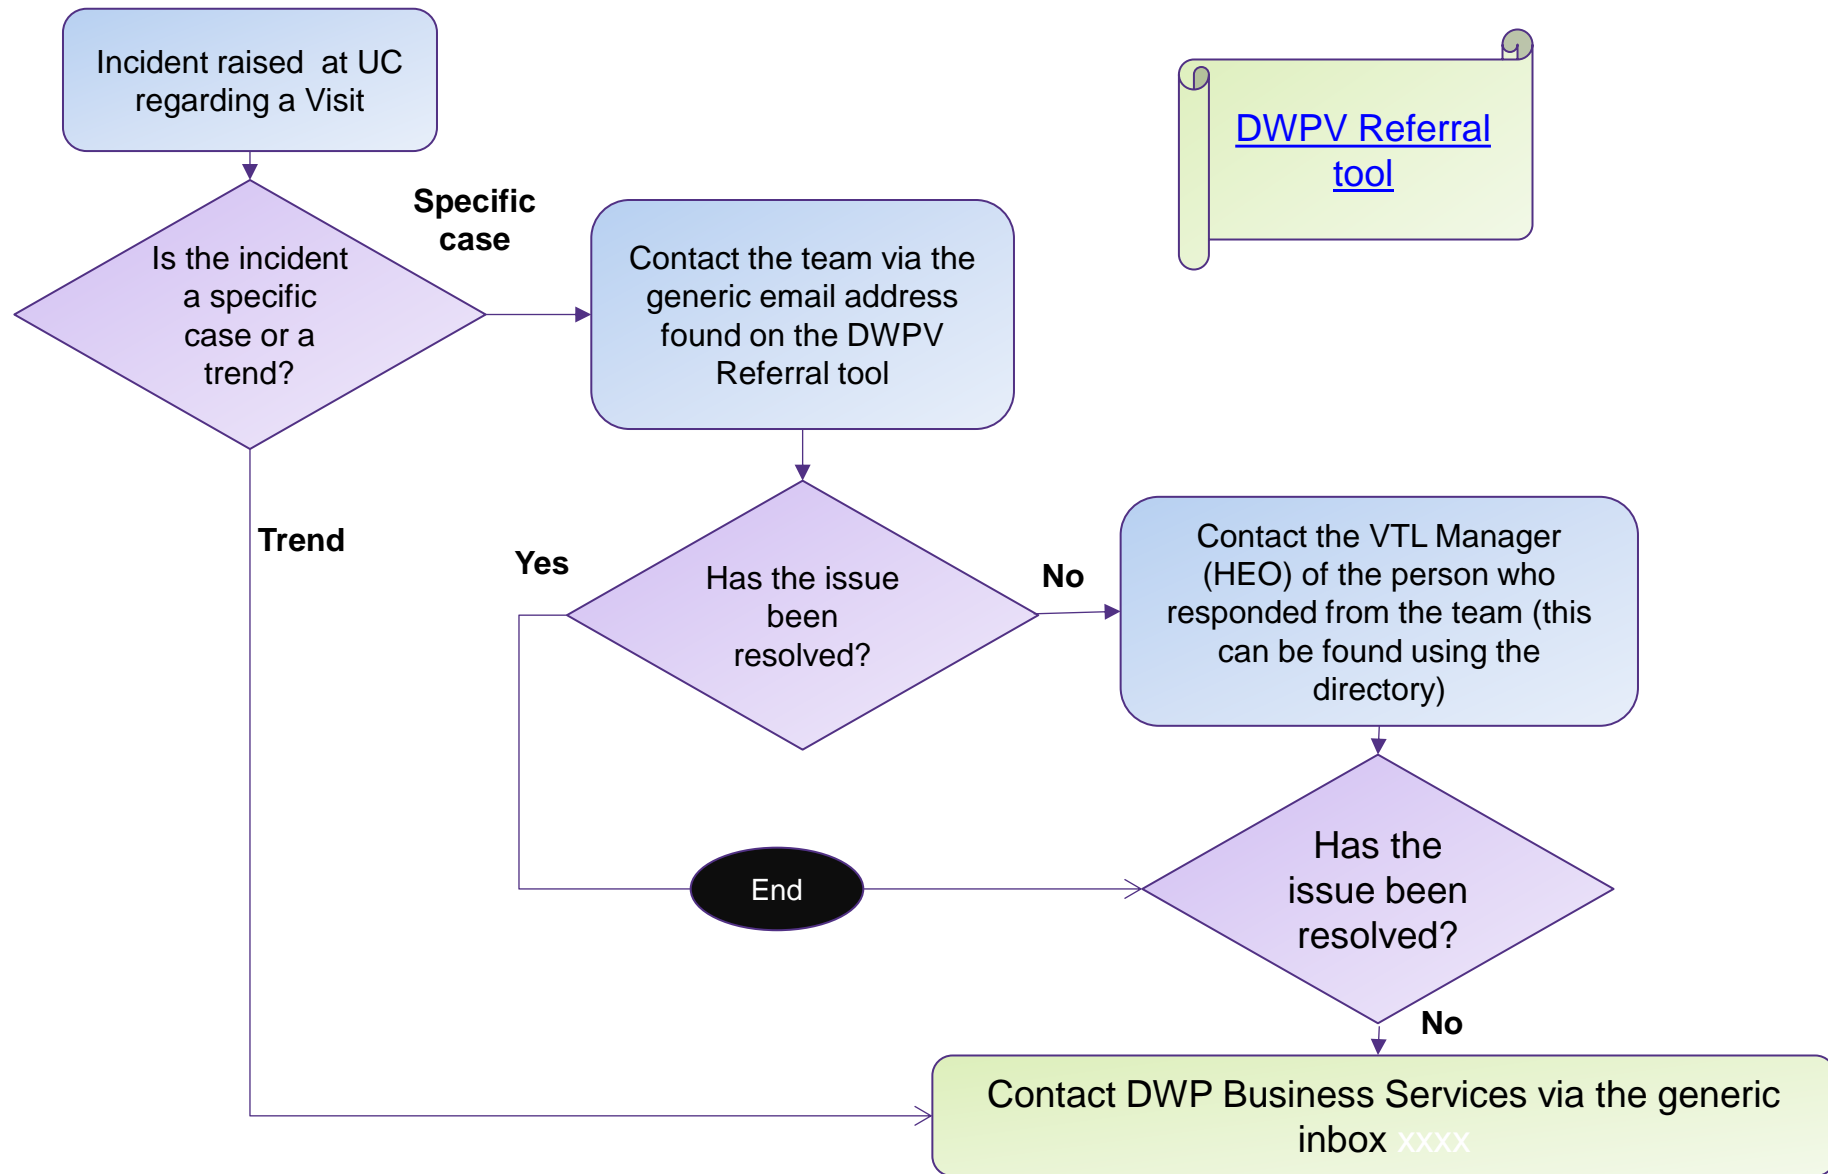 Incident raised at UC
regarding a Visit
DWPV Referral
tool
Specific
case
Is the incident
a specific
case or a
trend?
Contact the team via the
generic email address
found on the DWPV
Referral tool
Trend
Yes
Has the issue
been
resolved?
No
Contact the VTL Manager
(HEO) of the person who
responded from the team (this
can be found using the
directory)
End
Has the
issue been
resolved?
No
Contact DWP Business Services via the generic
inbox xxxx